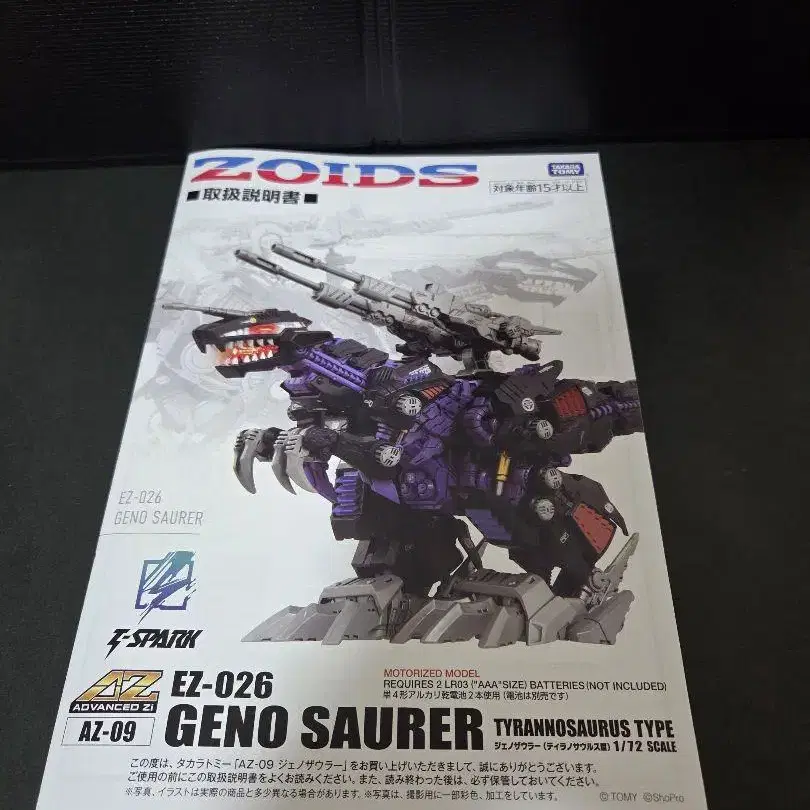 ZOIDS
TAKARA TOMY
■取扱説明書■
対象年齢15才以上
EZ-026
GENO SAURER
T-SPARK
AZ
ADVANCED Zi
AZ-09
EZ-026
GENO SAURER
MOTORIZED MODEL
REQUIRES 2 LR03 ("AAA"SIZE) BATTERIES (NOT INCLUDED)
単4形アルカリ乾電池2本使用(電池は別売です)
TYRANNOSAURUS TYPE
ジェノザウラー(ティラノサウルス型) 1/72 SCALE
この度は、タカラトミー「AZ-09 ジェノザウラー」をお買い上げいただきまして、誠にありがとうございます。
ご使用の前にこの取扱説明書をよくお読みください。また、読み終わった後は、必ず保管しておいてください。
※写真、イラストは実際の商品と多少異なる場合があります。※写真は、撮影用に一部彩色、加工をしています。
© TOMY ©ShoPro